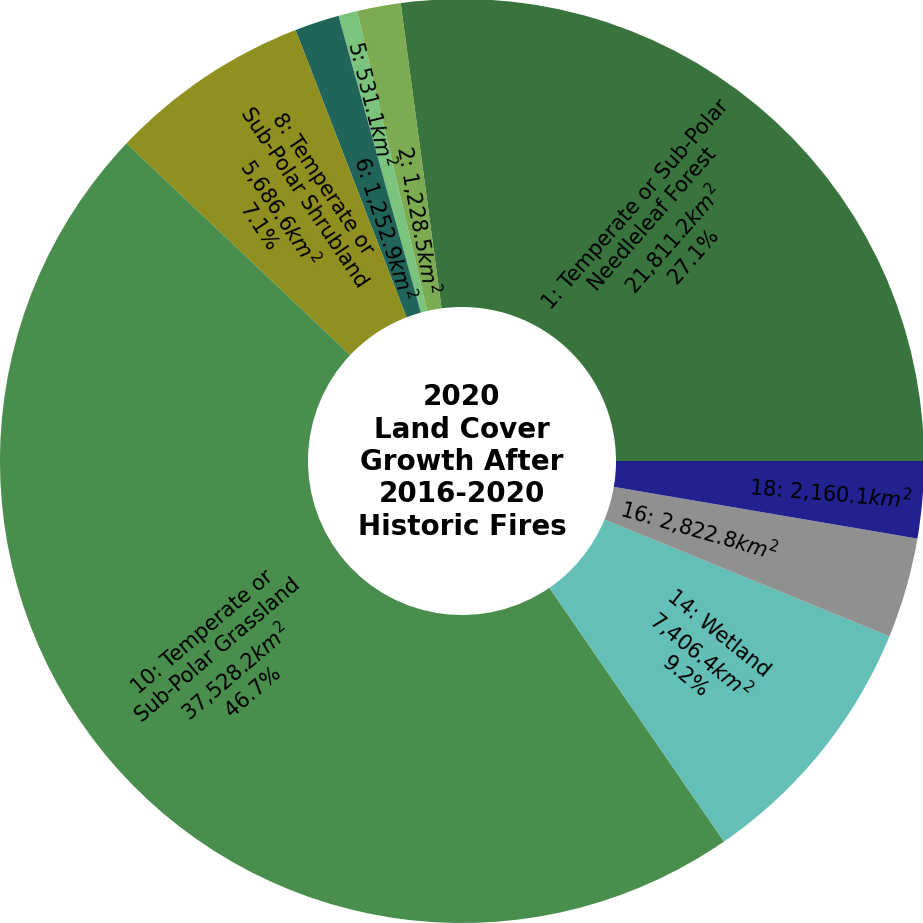 2020
Land Cover
Growth After
2016-2020
Historic Fires
1: Temperate or Sub-Polar
Needleleaf Forest
21,811.2km²
27.1%
2: 1,228.5km²
5: 531.1km²
6: 1,252.9km²
8: Temperate or
Sub-Polar Shrubland
5,686.6km²
7.1%
10: Temperate or
Sub-Polar Grassland
37,528.2km²
46.7%
14: Wetland
7,406.4km²
9.2%
16: 2,822.8km²
18: 2,160.1km²